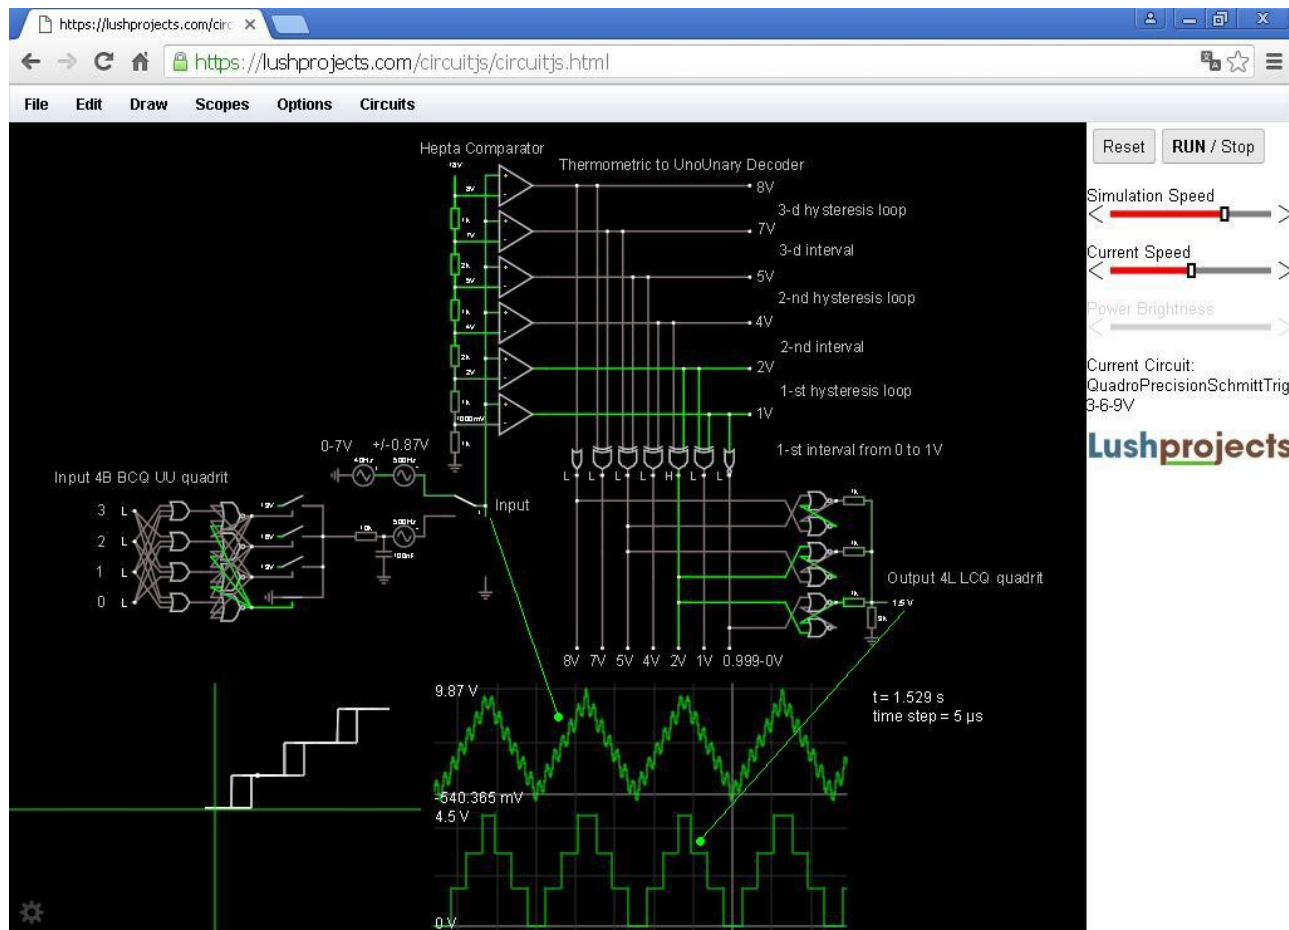 https://lushprojects.com/circ
https://lushprojects.com/circuitjs/circuitjs.html
File Edit Draw Scopes Options Circuits
Reset RUN / Stop
Simulation Speed
Current Speed
Power Brightness
Current Circuit:
QuadroPrecisionSchmittTrig
3-6-9V
Lushprojects
Hepta Comparator
Thermometric to UnoUnary Decoder
8V
3-d hysteresis loop
7V
3-d interval
5V
2-nd hysteresis loop
4V
2-nd interval
2V
1-st hysteresis loop
1V
1-st interval from 0 to 1V
1000mV
0-7V +/-0.87V
40Hz 500Hz
Input 4B BCQ UU quadrit
Input
3 L
2 L
1 L
0 L
500Hz
100nF
L L L L H L L
Output 4L LCQ quadrit
1.5 V
8V 7V 5V 4V 2V 1V 0.999-0V
9.87 V
-540.365 mV
4.5 V
0 V
t = 1.529 s
time step = 5 µs